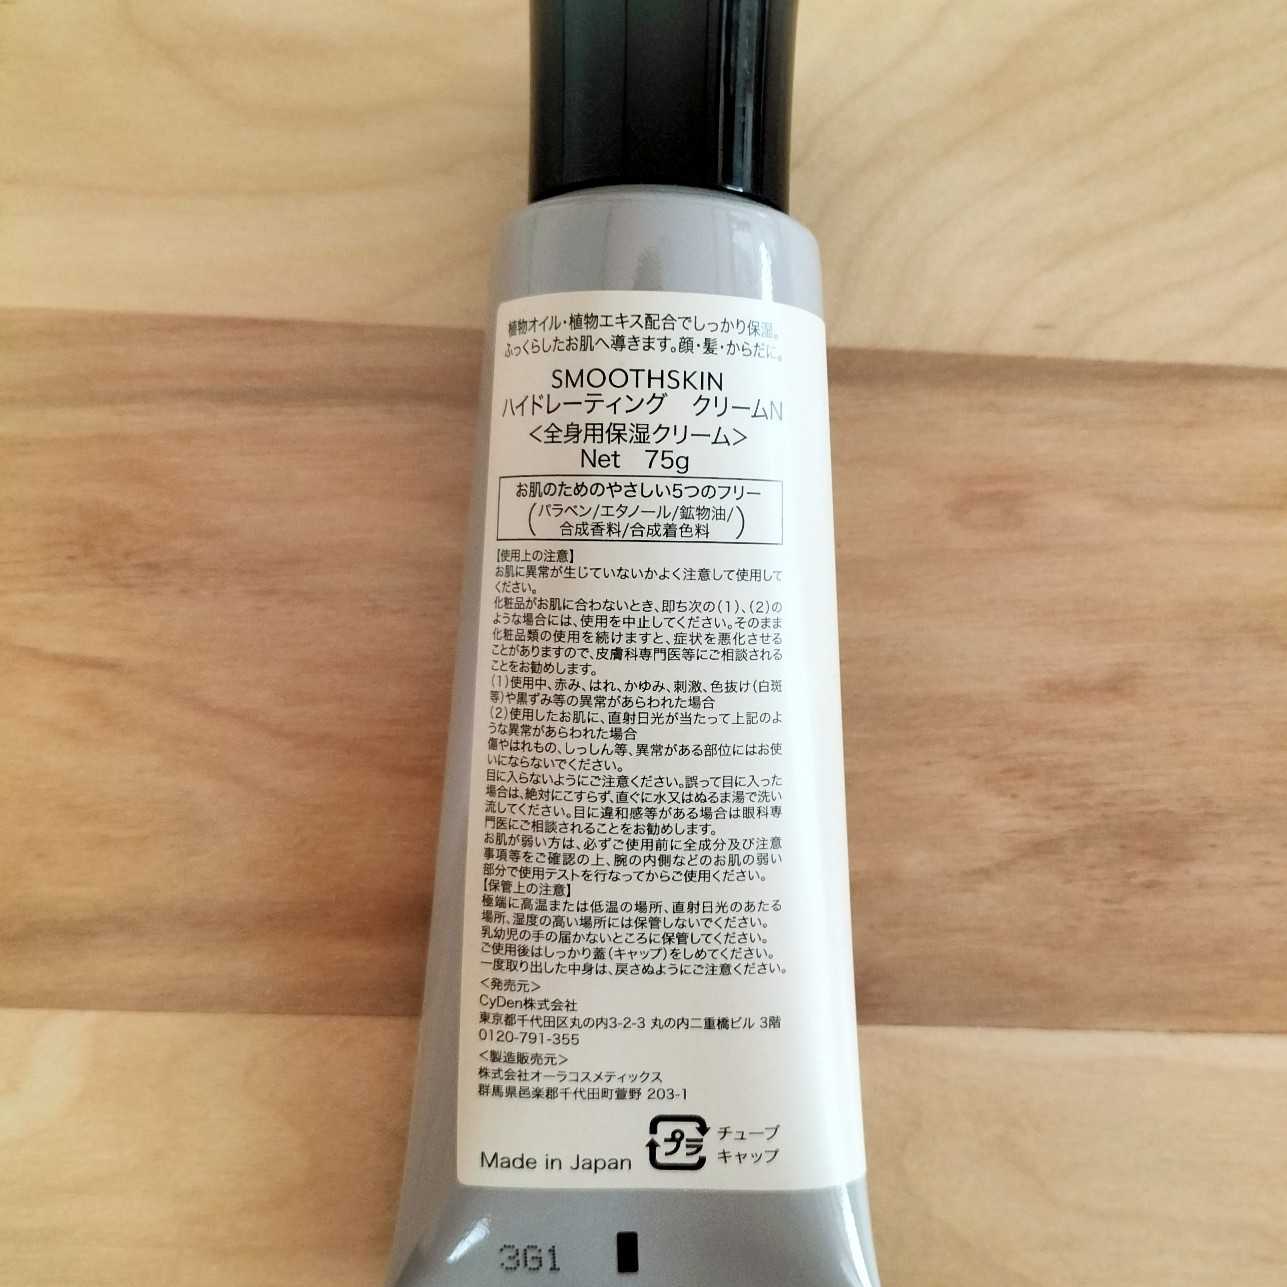 植物オイル・植物エキス配合でしっかり保湿。
ふっくらしたお肌へ導きます。顔・髪・からだに。
SMOOTHSKIN
ハイドレーティング　クリームN
＜全身用保湿クリーム＞
Net　75g
お肌のためのやさしい5つのフリー
(パラベン/エタノール/鉱物油/
合成香料/合成着色料)
【使用上の注意】
お肌に異常が生じていないかよく注意して使用して
ください。
化粧品がお肌に合わないとき、即ち次の(1)、(2)の
ような場合には、使用を中止してください。そのまま
化粧品類の使用を続けますと、症状を悪化させる
ことがありますので、皮膚科専門医等にご相談される
ことをお勧めします。
(1)使用中、赤み、はれ、かゆみ、刺激、色抜け(白斑
等)や黒ずみ等の異常があらわれた場合
(2)使用したお肌に、直射日光が当たって上記のよ
うな異常があらわれた場合
傷やはれもの、しっしん等、異常がある部位にはお使
いにならないでください。
目に入らないようにご注意ください。誤って目に入った
場合は、絶対にこすらず、直ぐに水又はぬるま湯で洗い
流してください。目に違和感等がある場合は眼科専
門医にご相談されることをお勧めします。
お肌が弱い方は、必ずご使用前に全成分及び注意
事項等をご確認の上、腕の内側などのお肌の弱い
部分で使用テストを行なってからご使用ください。
【保管上の注意】
極端に高温または低温の場所、直射日光のあたる
場所、湿度の高い場所には保管しないでください。
乳幼児の手の届かないところに保管してください。
ご使用後はしっかり蓋(キャップ)をしめてください。
一度取り出した中身は、戻さぬようにご注意ください。
＜発売元＞
CyDen株式会社
東京都千代田区丸の内3-2-3 丸の内二重橋ビル 3階
0120-791-355
＜製造販売元＞
株式会社オーラコスメティックス
群馬県邑楽郡千代田町萱野 203-1
プラ チューブ
キャップ
Made in Japan
3G1